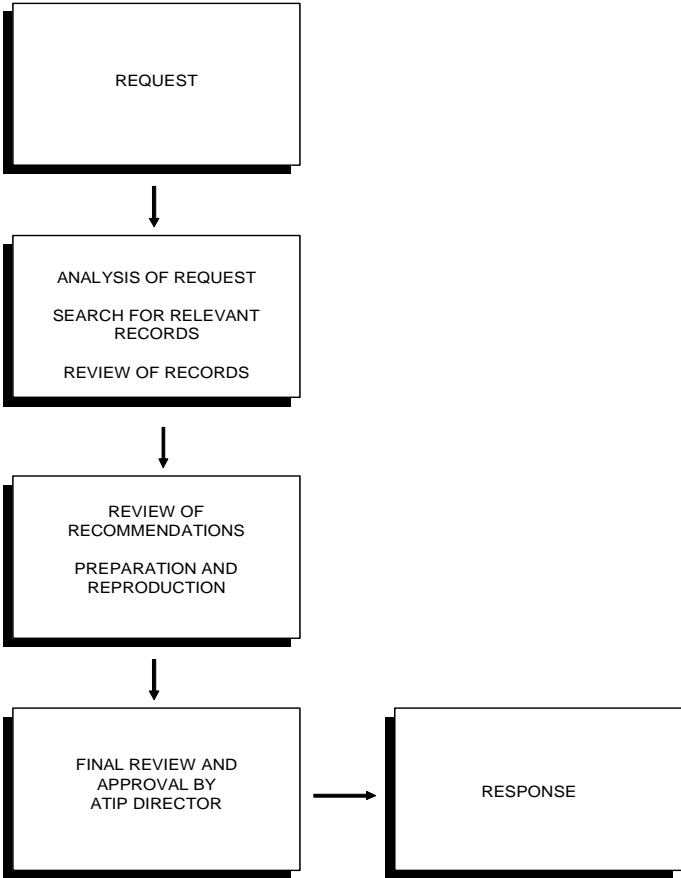 REQUEST
ANALYSIS OF REQUEST
SEARCH FOR RELEVANT
RECORDS
REVIEW OF RECORDS
REVIEW OF
RECOMMENDATIONS
PREPARATION AND
REPRODUCTION
FINAL REVIEW AND
APPROVAL BY
ATIP DIRECTOR
RESPONSE